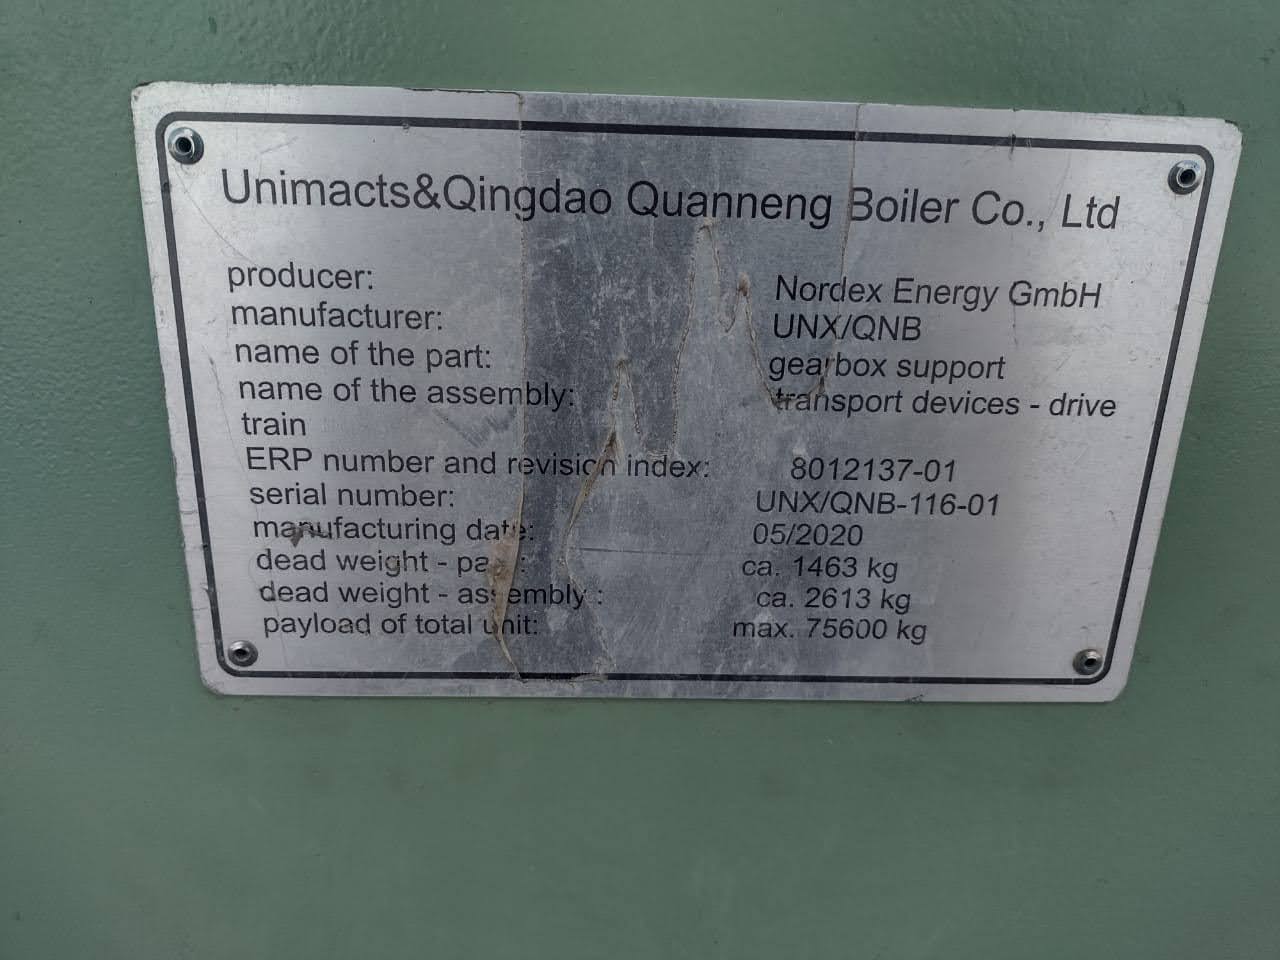 Unimacts&Qingdao Quanneng Boiler Co., Ltd
producer: Nordex Energy GmbH
manufacturer: UNX/QNB
name of the part: gearbox support
name of the assembly: transport devices - drive
train
ERP number and revision index: 8012137-01
serial number: UNX/QNB-116-01
manufacturing date: 05/2020
dead weight - part : ca. 1463 kg
dead weight - assembly : ca. 2613 kg
payload of total unit: max. 75600 kg